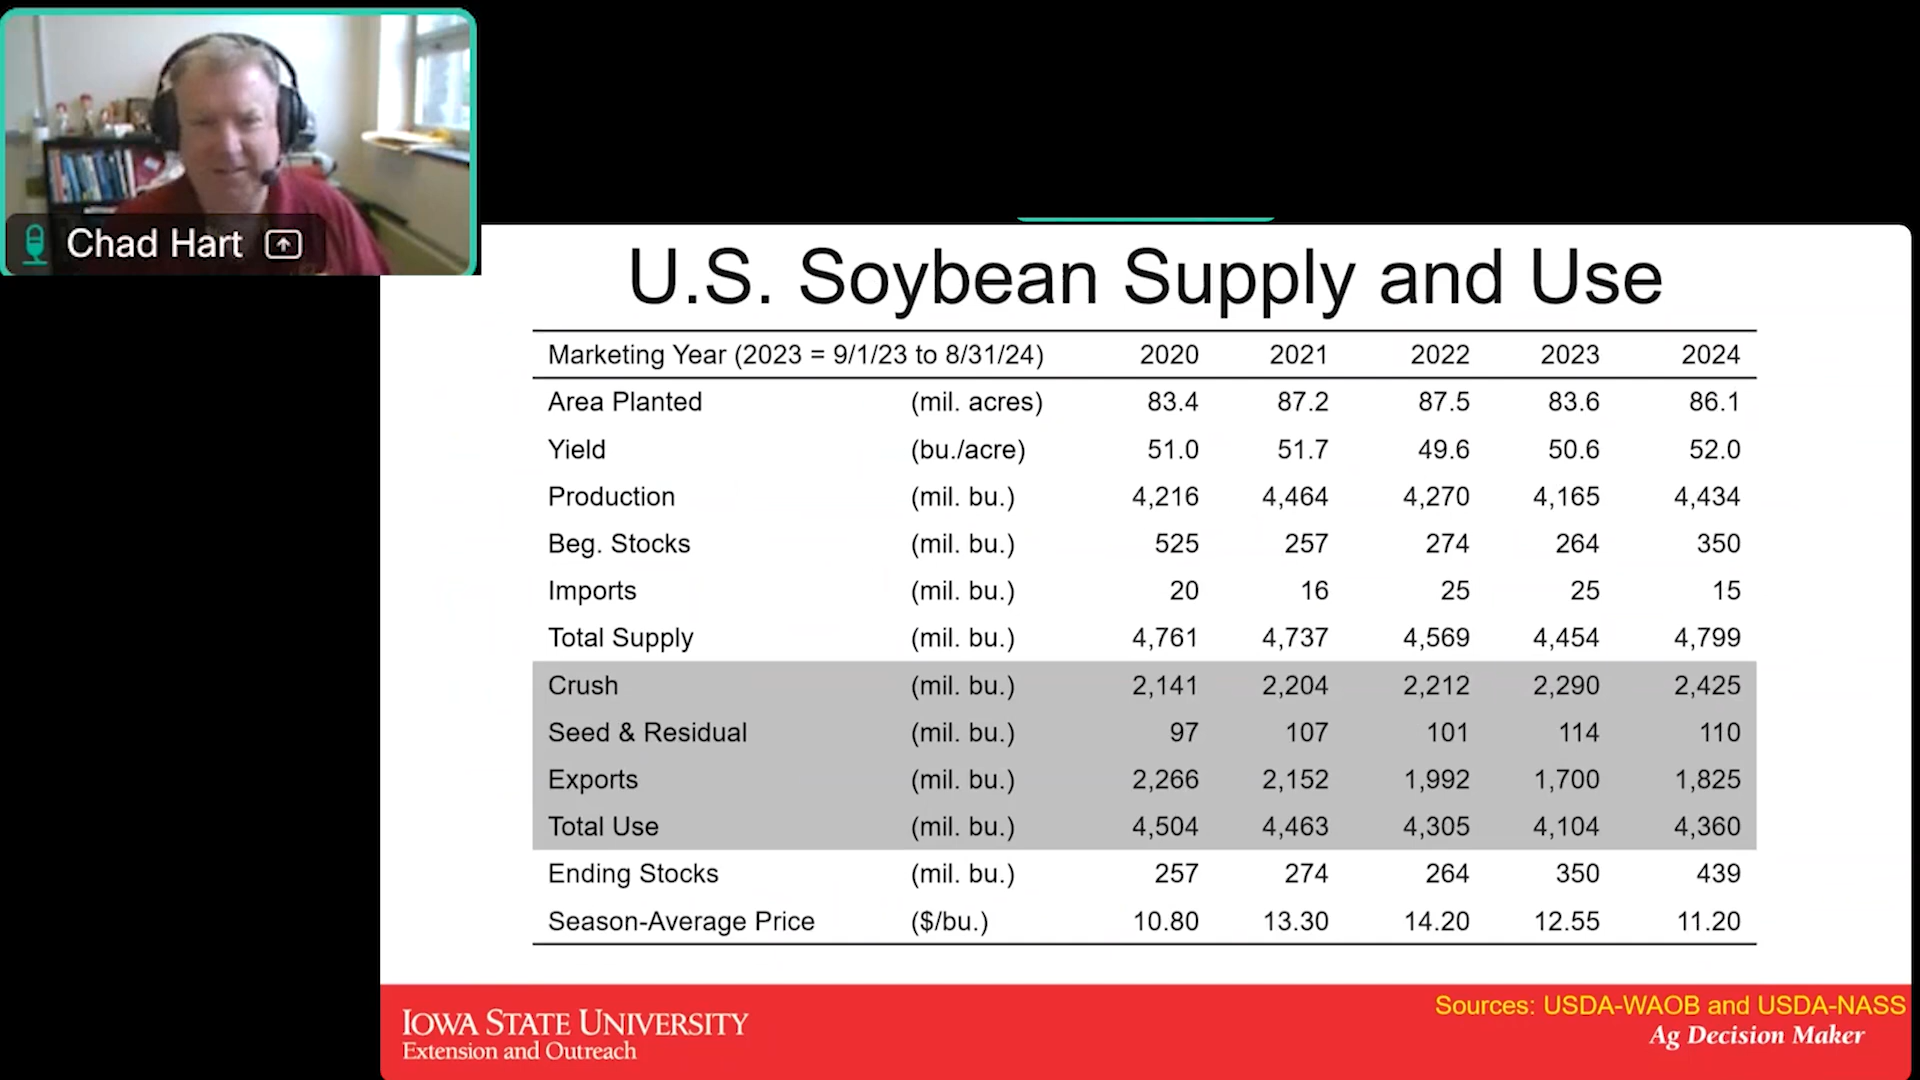 Chad Hart
U.S. Soybean Supply and Use
Marketing Year (2023 = 9/1/23 to 8/31/24) 2020 2021 2022 2023 2024
Area Planted (mil. acres) 83.4 87.2 87.5 83.6 86.1
Yield (bu./acre) 51.0 51.7 49.6 50.6 52.0
Production (mil. bu.) 4,216 4,464 4,270 4,165 4,434
Beg. Stocks (mil. bu.) 525 257 274 264 350
Imports (mil. bu.) 20 16 25 25 15
Total Supply (mil. bu.) 4,761 4,737 4,569 4,454 4,799
Crush (mil. bu.) 2,141 2,204 2,212 2,290 2,425
Seed & Residual (mil. bu.) 97 107 101 114 110
Exports (mil. bu.) 2,266 2,152 1,992 1,700 1,825
Total Use (mil. bu.) 4,504 4,463 4,305 4,104 4,360
Ending Stocks (mil. bu.) 257 274 264 350 439
Season-Average Price ($/bu.) 10.80 13.30 14.20 12.55 11.20
Sources: USDA-WAOB and USDA-NASS
IOWA STATE UNIVERSITY
Extension and Outreach
Ag Decision Maker